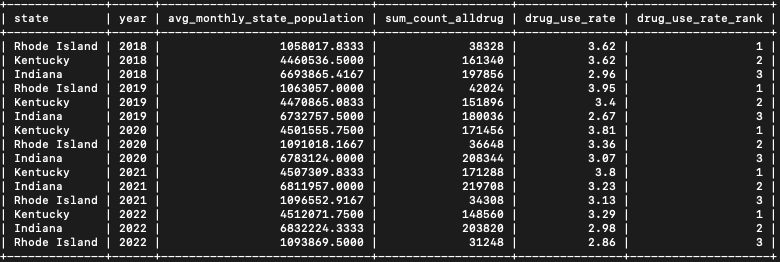 | state | year | avg_monthly_state_population | sum_count_alldrug | drug_use_rate | drug_use_rate_rank |
| Rhode Island | 2018 | 1058017.8333 | 38328 | 3.62 | 1 |
| Kentucky | 2018 | 4460536.5000 | 161340 | 3.62 | 2 |
| Indiana | 2018 | 6693865.4167 | 197856 | 2.96 | 3 |
| Rhode Island | 2019 | 1063057.0000 | 42024 | 3.95 | 1 |
| Kentucky | 2019 | 4470865.0833 | 151896 | 3.4 | 2 |
| Indiana | 2019 | 6732757.5000 | 180036 | 2.67 | 3 |
| Kentucky | 2020 | 4501555.7500 | 171456 | 3.81 | 1 |
| Rhode Island | 2020 | 1091018.1667 | 36648 | 3.36 | 2 |
| Indiana | 2020 | 6783124.0000 | 208344 | 3.07 | 3 |
| Kentucky | 2021 | 4507309.8333 | 171288 | 3.8 | 1 |
| Indiana | 2021 | 6811957.0000 | 219708 | 3.23 | 2 |
| Rhode Island | 2021 | 1096552.9167 | 34308 | 3.13 | 3 |
| Kentucky | 2022 | 4512071.7500 | 148560 | 3.29 | 1 |
| Indiana | 2022 | 6832224.3333 | 203820 | 2.98 | 2 |
| Rhode Island | 2022 | 1093869.5000 | 31248 | 2.86 | 3 |